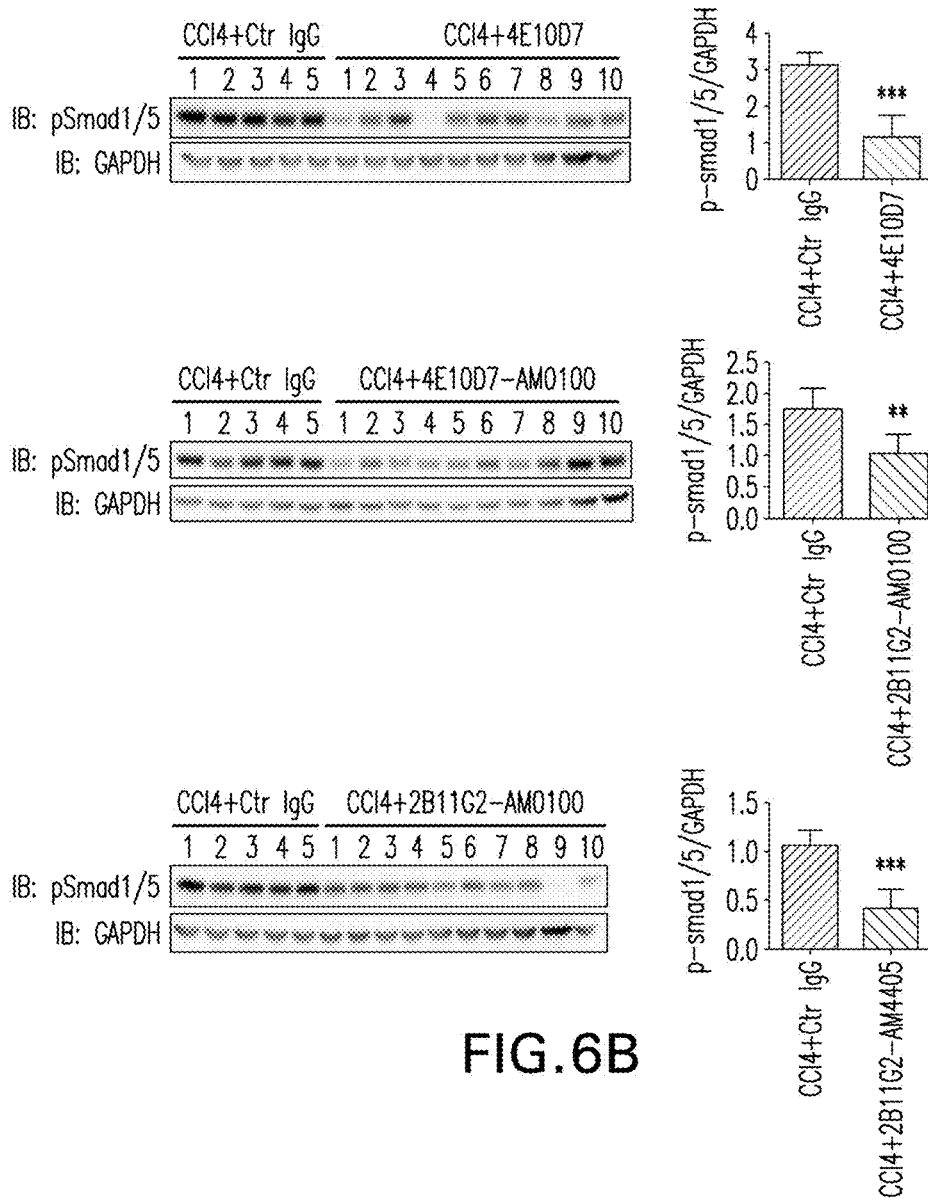 CCl4+Ctr IgG CCl4+4E10D7
1 2 3 4 5 1 2 3 4 5 6 7 8 9 10
IB: pSmad1/5
IB: GAPDH
p-smad1/5/GAPDH
4
3
2
1
0
***
CCl4+Ctr IgG
CCl4+4E10D7
CCl4+Ctr IgG CCl4+4E10D7-AM0100
1 2 3 4 5 1 2 3 4 5 6 7 8 9 10
IB: pSmad1/5
IB: GAPDH
p-smad1/5/GAPDH
2.5
2.0
1.5
1.0
0.5
0.0
**
CCl4+Ctr IgG
CCl4+2B11G2-AM0100
CCl4+Ctr IgG CCl4+2B11G2-AM0100
1 2 3 4 5 1 2 3 4 5 6 7 8 9 10
IB: pSmad1/5
IB: GAPDH
p-smad1/5/GAPDH
1.5
1.0
0.5
0.0
***
CCl4+Ctr IgG
CCl4+2B11G2-AM4405
FIG.6B